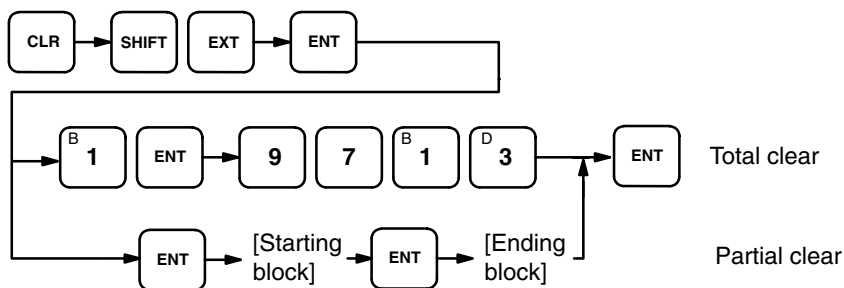 CLR SHIFT EXT ENT
B 1 ENT 9 7 B 1 D 3 ENT Total clear
ENT [Starting block] ENT [Ending block] Partial clear